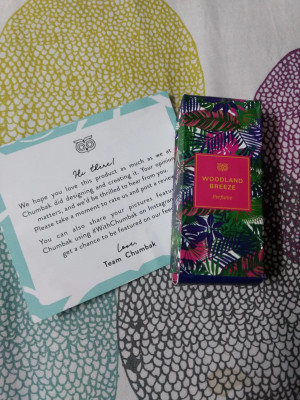 Hi there!
We hope you love this product as much as we at
Chumbak did designing and creating it. Your opinion
matters, and we'd be thrilled to hear from you.
Please take a moment to rate us and post a review
You can also share your pictures featu
Chumbak using #WithChumbak on Instagram
get a chance to be featured on our fee
Love,
Team Chumbak
WOODLAND
BREEZE
Perfume